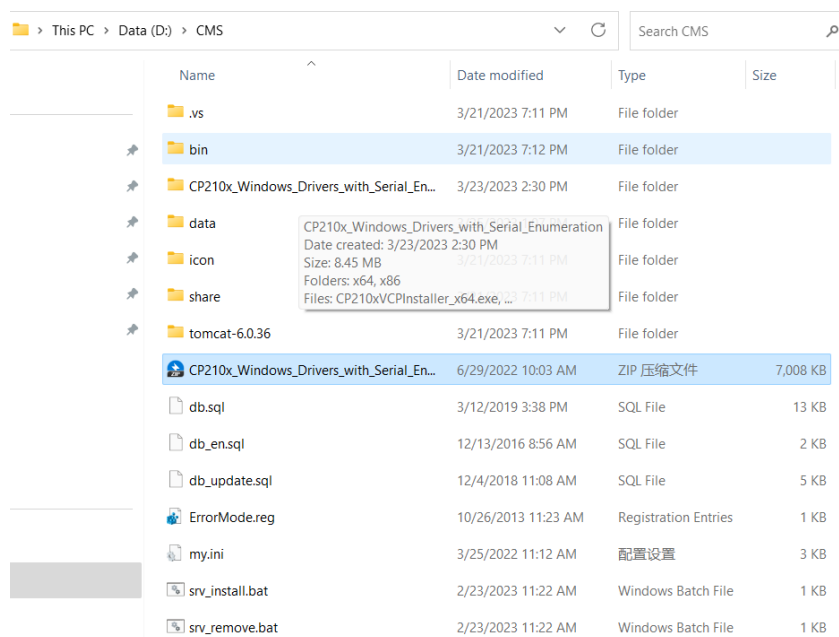 This PC > Data (D:) > CMS
Search CMS
Name Date modified Type Size
.vs 3/21/2023 7:11 PM File folder
bin 3/21/2023 7:12 PM File folder
CP210x_Windows_Drivers_with_Serial_En... 3/23/2023 2:30 PM File folder
data File folder
CP210x_Windows_Drivers_with_Serial_Enumeration
Date created: 3/23/2023 2:30 PM
icon 3/21/2023 7:11 PM File folder
Size: 8.45 MB
Folders: x64, x86
share File folder
Files: CP210xVCPInstaller_x64.exe, ...
tomcat-6.0.36 3/21/2023 7:11 PM File folder
CP210x_Windows_Drivers_with_Serial_En... 6/29/2022 10:03 AM ZIP 压缩文件 7,008 KB
db.sql 3/12/2019 3:38 PM SQL File 13 KB
db_en.sql 12/13/2016 8:56 AM SQL File 2 KB
db_update.sql 12/4/2018 11:08 AM SQL File 5 KB
ErrorMode.reg 10/26/2013 11:23 AM Registration Entries 1 KB
my.ini 3/25/2022 11:12 AM 配置设置 3 KB
srv_install.bat 2/23/2023 11:22 AM Windows Batch File 1 KB
srv_remove.bat 2/23/2023 11:22 AM Windows Batch File 1 KB